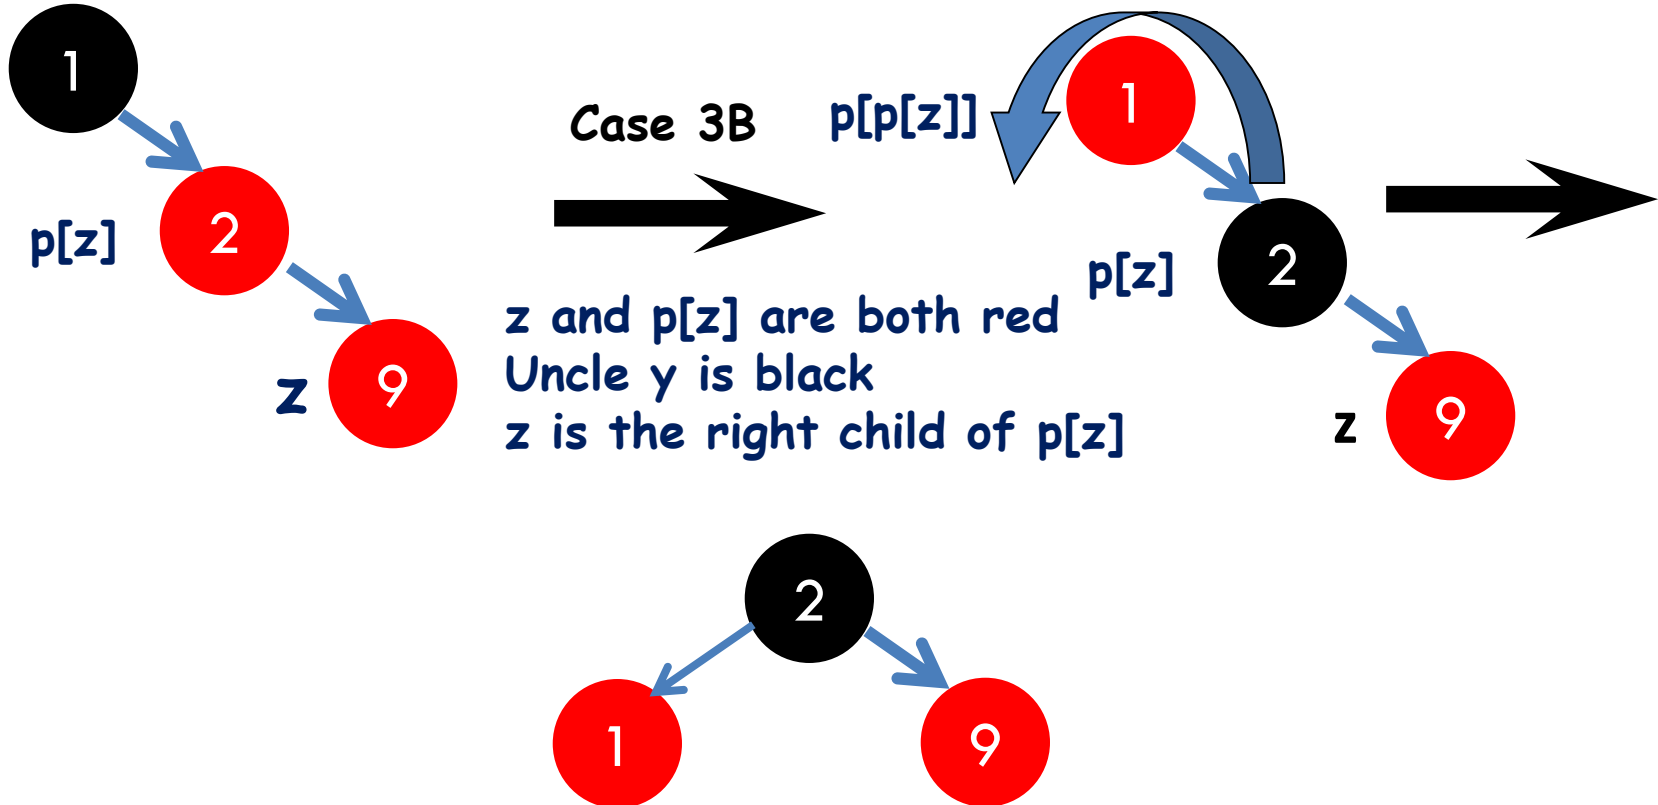 1
2
p[z]
z
9
Case 3B
z and p[z] are both red
Uncle y is black
z is the right child of p[z]
p[p[z]]
1
p[z]
2
z
9
2
1
9